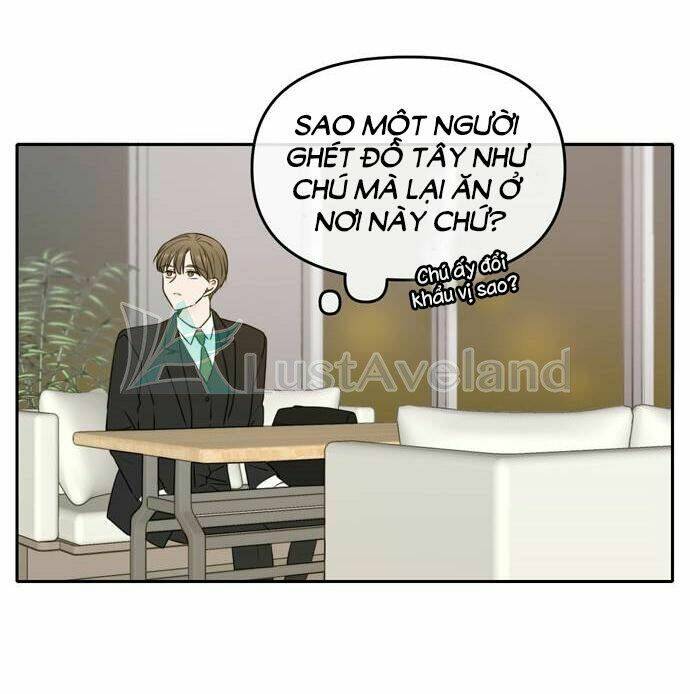 SAO MỘT NGƯỜI
GHÉT ĐỒ TÂY NHƯ
CHÚ MÀ LẠI ĂN Ở
NƠI NÀY CHỨ?
Chú ấy đổi
khẩu vị sao?
LustAveland